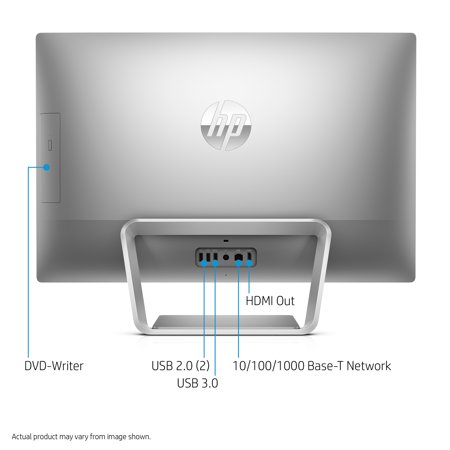 hp
HDMI Out
DVD-Writer
USB 2.0 (2)
10/100/1000 Base-T Network
USB 3.0
Actual product may vary from image shown.